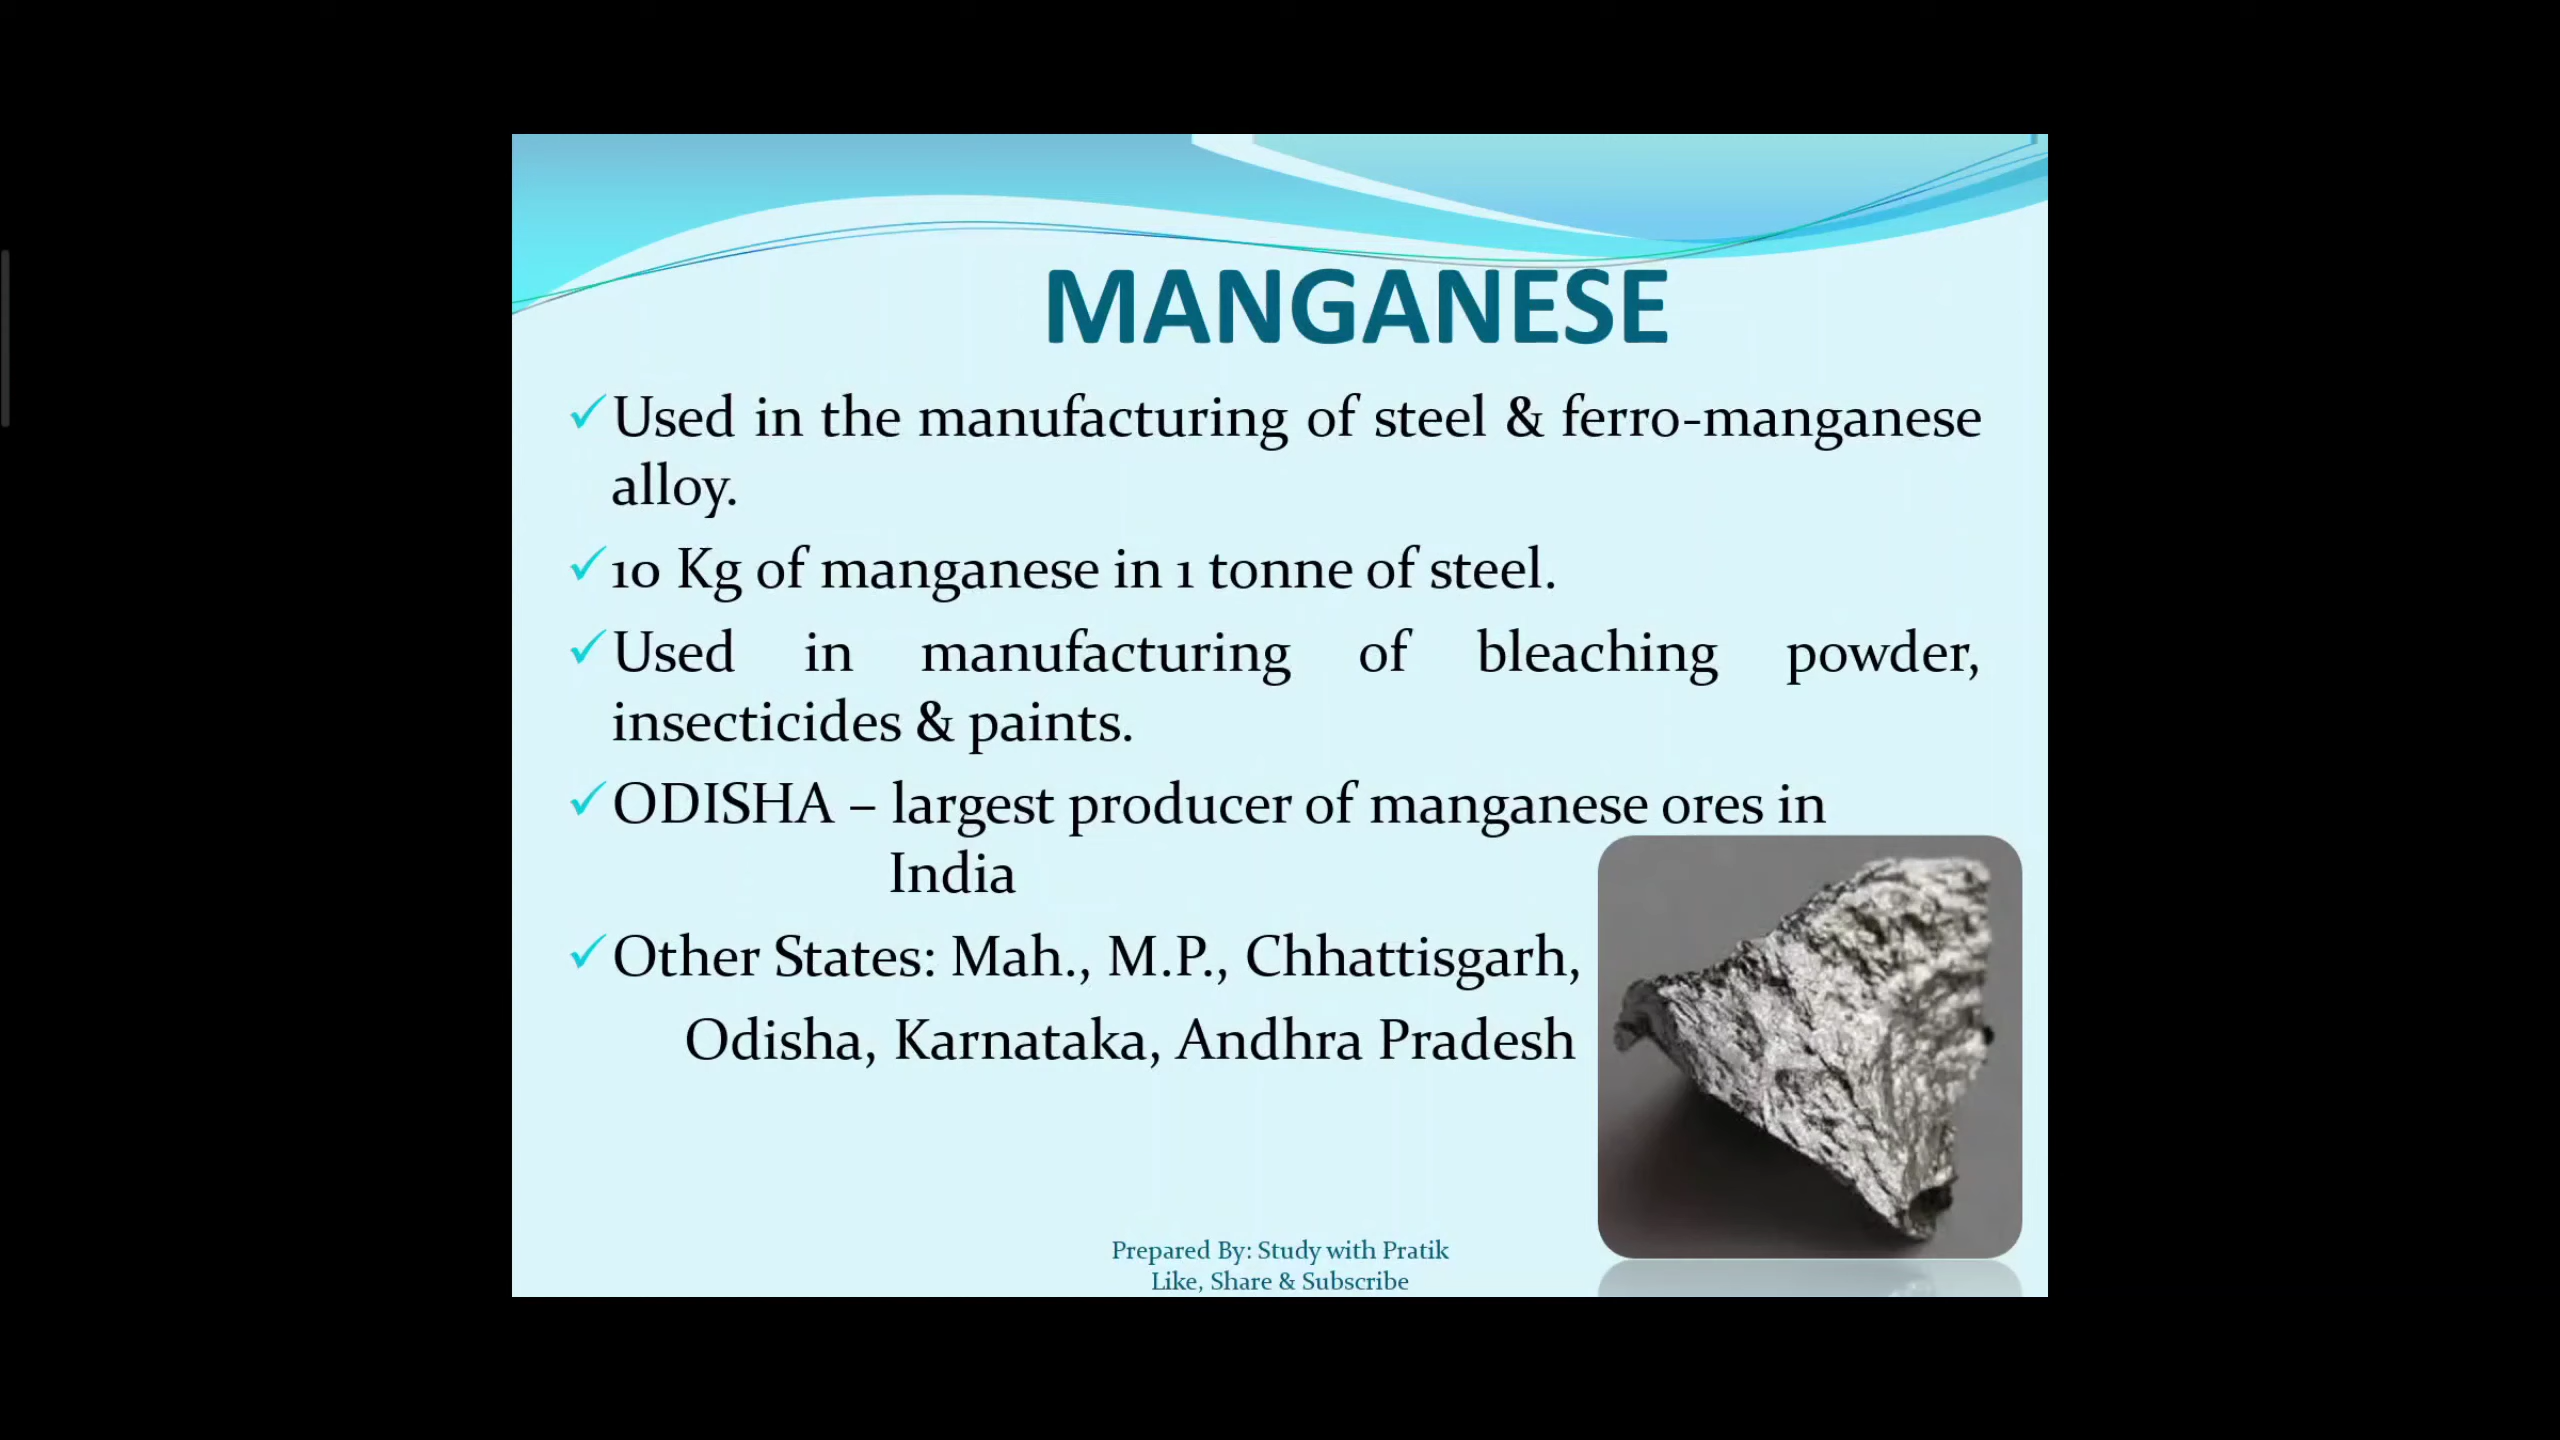 MANGANESE
Used in the manufacturing of steel & ferro-manganese
alloy.
10 Kg of manganese in 1 tonne of steel.
Used in manufacturing of bleaching powder,
insecticides & paints.
ODISHA – largest producer of manganese ores in
India
Other States: Mah., M.P., Chhattisgarh,
Odisha, Karnataka, Andhra Pradesh
Prepared By: Study with Pratik
Like, Share & Subscribe